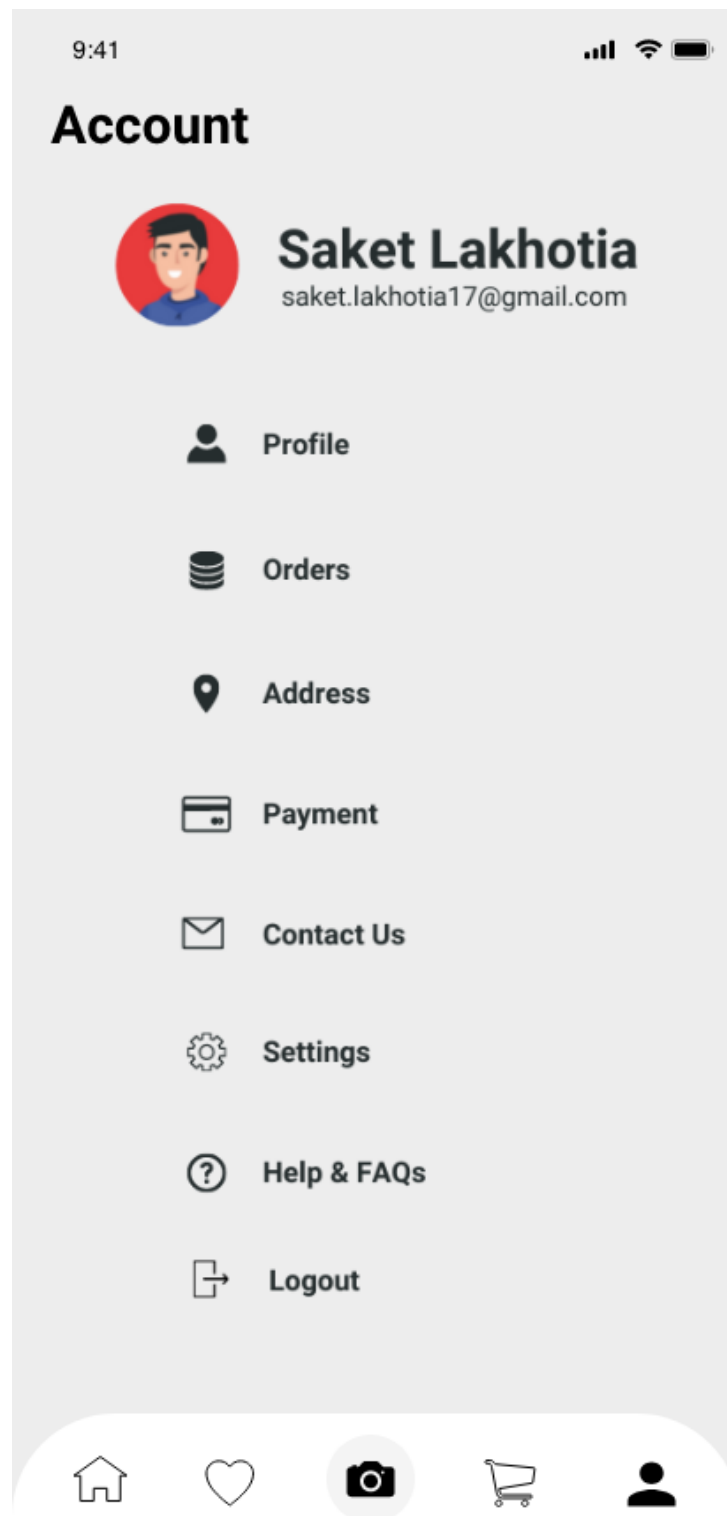 9:41
Account
Saket Lakhotia
saket.lakhotia17@gmail.com
Profile
Orders
Address
Payment
Contact Us
Settings
Help & FAQs
Logout